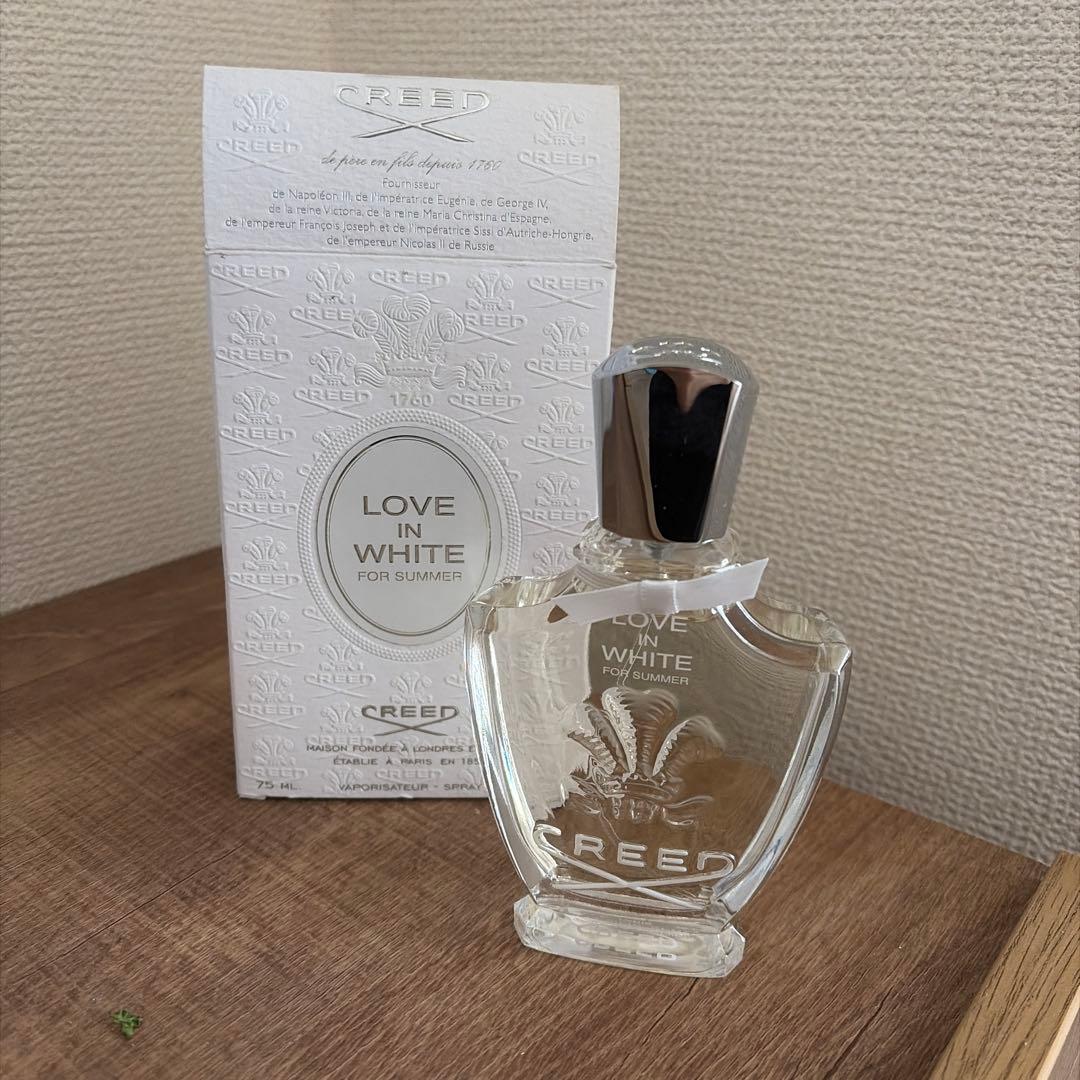 CREED
de père en fils depuis 1760
Fournisseur
de Napoléon III, de l'impératrice Eugénie, de George IV,
de la reine Victoria, de la reine Maria Christina d'Espagne,
de l'empereur François Joseph et de l'impératrice Sissi d'Autriche-Hongrie,
de l'empereur Nicolas II de Russie
1760
LOVE
IN
WHITE
FOR SUMMER
CREED
MAISON FONDÉE À LONDRES E
ÉTABLIE À PARIS EN 185
75 ML.
VAPORISATEUR - SPRAY
LOVE
IN
WHITE
FOR SUMMER
CREED